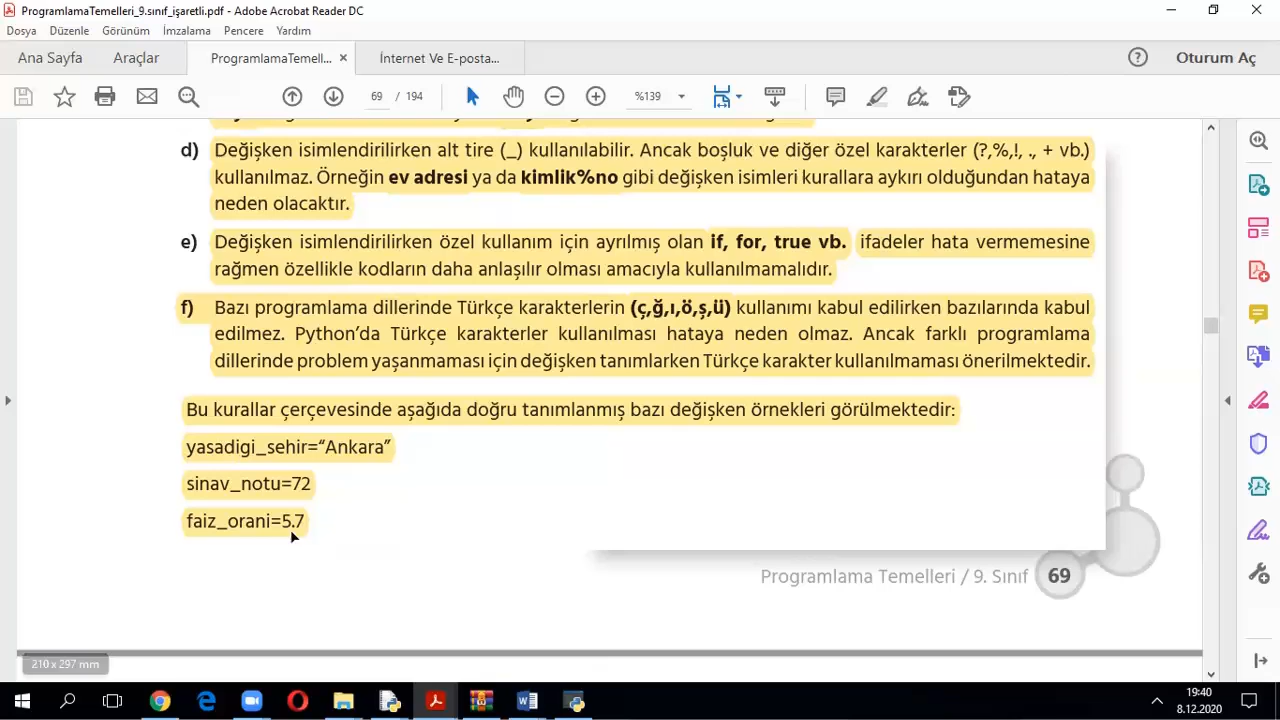 ProgramlamaTemelleri_9.sınıf_işaretli.pdf - Adobe Acrobat Reader DC
Dosya Düzenle Görünüm İmzalama Pencere Yardım
Ana Sayfa Araçlar ProgramlamaTemell... × İnternet Ve E-posta... Oturum Aç
69 / 194 %139
d) Değişken isimlendirilirken alt tire (_) kullanılabilir. Ancak boşluk ve diğer özel karakterler (?,%,!, ., + vb.)
kullanılmaz. Örneğin ev adresi ya da kimlik%no gibi değişken isimleri kurallara aykırı olduğundan hataya
neden olacaktır.
e) Değişken isimlendirilirken özel kullanım için ayrılmış olan if, for, true vb. ifadeler hata vermemesine
rağmen özellikle kodların daha anlaşılır olması amacıyla kullanılmamalıdır.
f) Bazı programlama dillerinde Türkçe karakterlerin (ç,ğ,ı,ö,ş,ü) kullanımı kabul edilirken bazılarında kabul
edilmez. Python’da Türkçe karakterler kullanılması hataya neden olmaz. Ancak farklı programlama
dillerinde problem yaşanmaması için değişken tanımlarken Türkçe karakter kullanılmaması önerilmektedir.
Bu kurallar çerçevesinde aşağıda doğru tanımlanmış bazı değişken örnekleri görülmektedir:
yasadigi_sehir=“Ankara”
sinav_notu=72
faiz_orani=5.7
Programlama Temelleri / 9. Sınıf 69
210 x 297 mm
19:40
8.12.2020